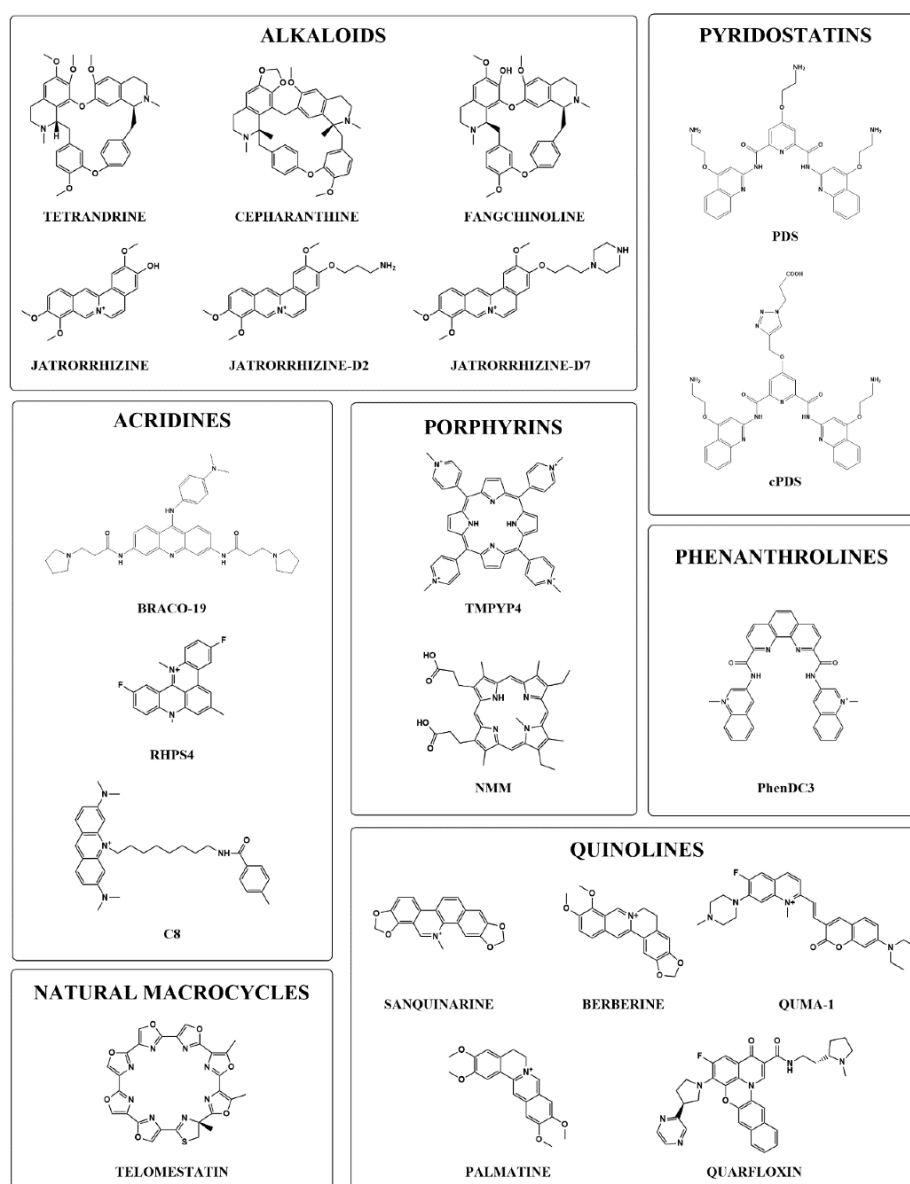 ALKALOIDS
TETRANDRINE
CEPHARANTHINE
FANGCHINOLINE
JATRORRHIZINE
JATRORRHIZINE-D2
JATRORRHIZINE-D7
PYRIDOSTATINS
PDS
cPDS
ACRIDINES
BRACO-19
RHPS4
C8
PORPHYRINS
TMPYP4
NMM
PHENANTHROLINES
PhenDC3
NATURAL MACROCYCLES
TELOMESTATIN
QUINOLINES
SANQUINARINE
BERBERINE
QUMA-1
PALMATINE
QUARFLOXIN